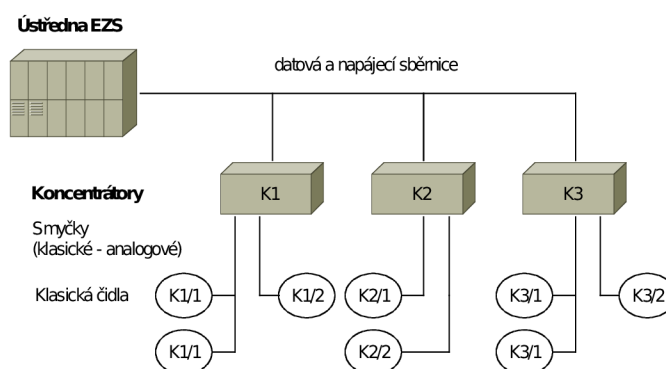 Ústředna EZS
datová a napájecí sběrnice
Koncentrátory
K1
K2
K3
Smyčky
(klasické - analogové)
Klasická čidla
K1/1
K1/2
K2/1
K3/1
K3/2
K1/1
K2/2
K3/1